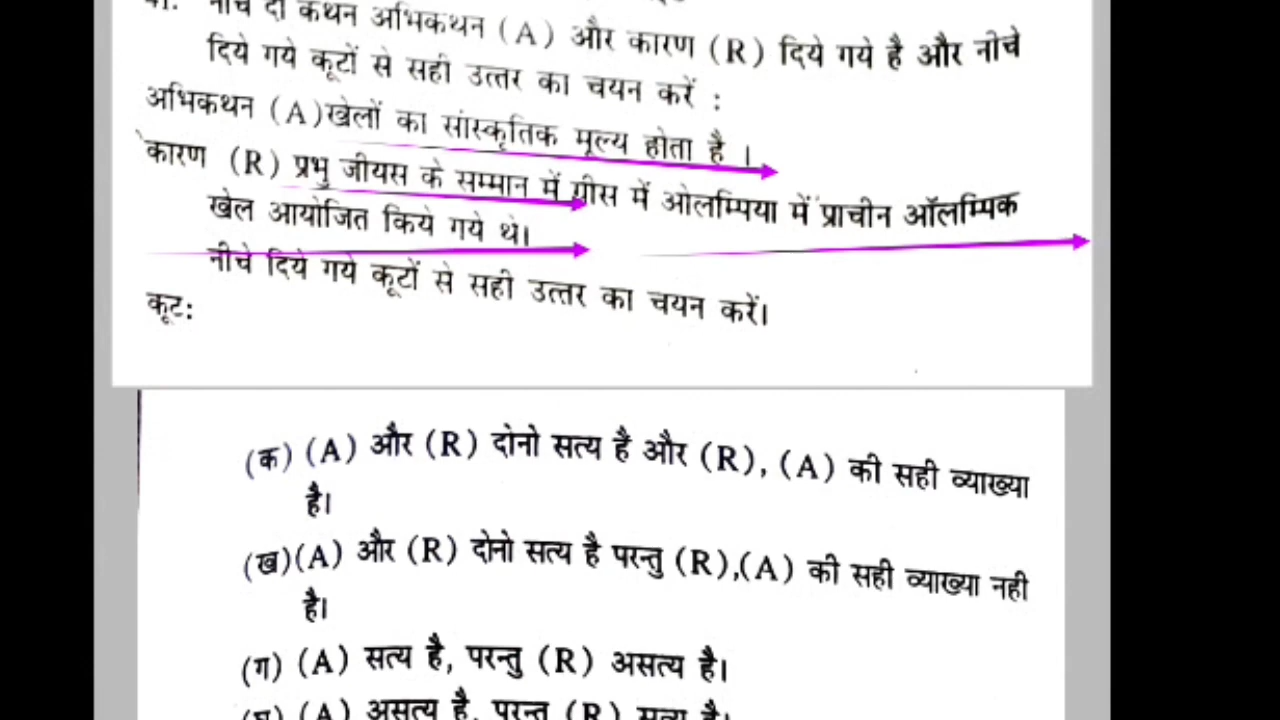 नीचे दो कथन अभिकथन (A) और कारण (R) दिये गये है और नीचे
दिये गये कूटों से सही उत्तर का चयन करें :
अभिकथन (A)खेलों का सांस्कृतिक मूल्य होता है ।
कारण (R) प्रभु जीयस के सम्मान में ग्रीस में ओलम्पिया में प्राचीन ऑलम्पिक
खेल आयोजित किये गये थे।
नीचे दिये गये कूटों से सही उत्तर का चयन करें।
कूट:
(क) (A) और (R) दोनो सत्य है और (R), (A) की सही व्याख्या
है।
(ख)(A) और (R) दोनो सत्य है परन्तु (R),(A) की सही व्याख्या नही
है।
(ग) (A) सत्य है, परन्तु (R) असत्य है।
(घ) (A) असत्य है, परन्तु (R) सत्य है।